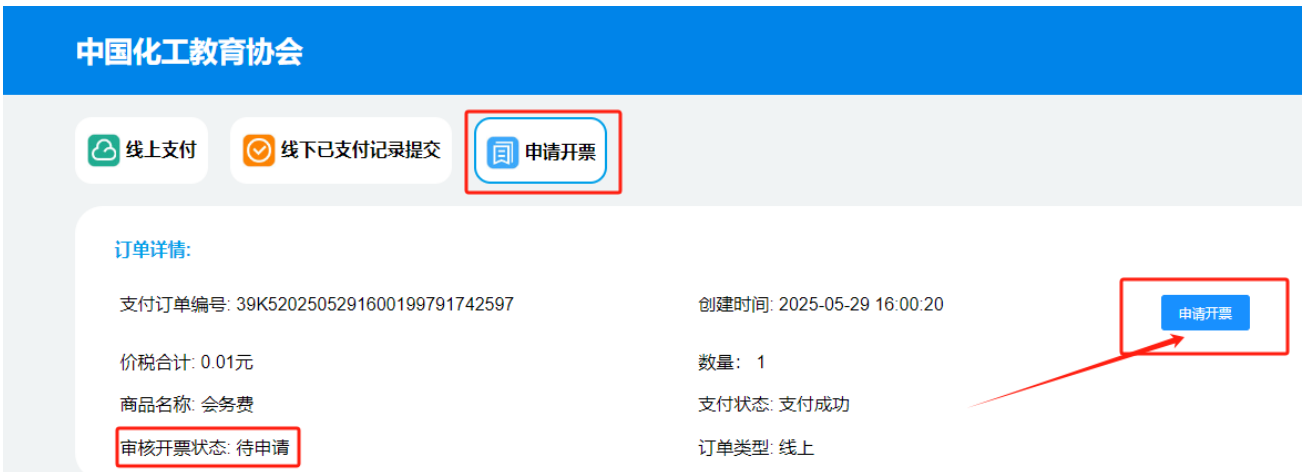 中国化工教育协会
线上支付 线下已支付记录提交 申请开票
订单详情:
支付订单编号: 39K5202505291600199791742597 创建时间: 2025-05-29 16:00:20 申请开票
价税合计: 0.01元 数量: 1
商品名称: 会务费 支付状态: 支付成功
审核开票状态: 待申请 订单类型: 线上